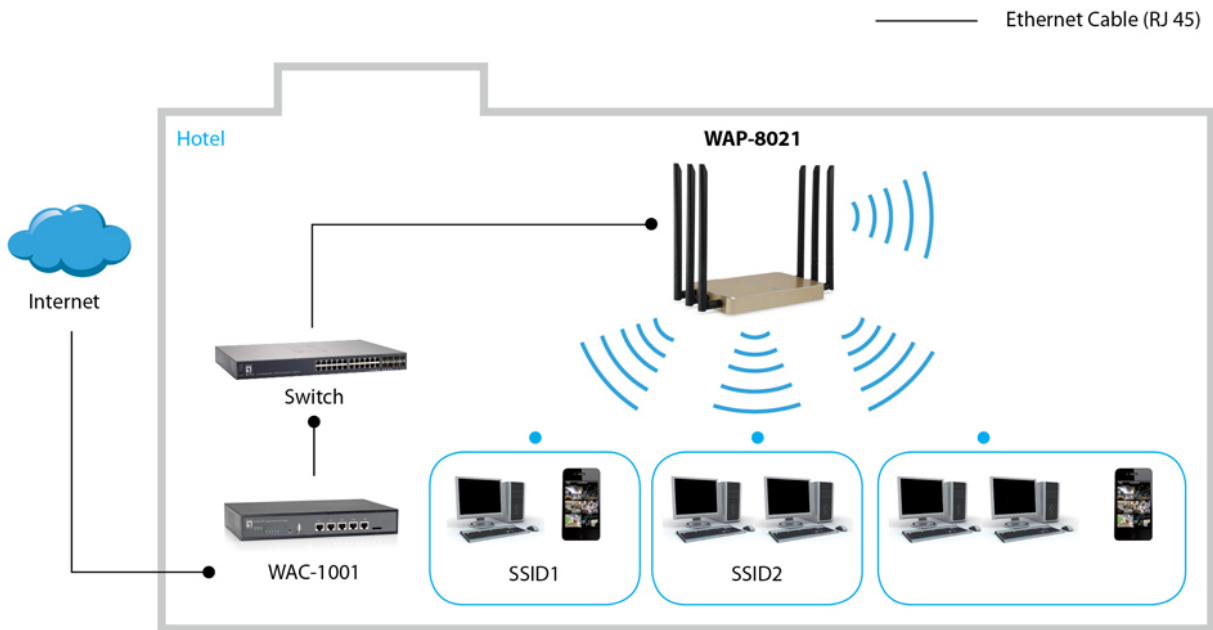 Ethernet Cable (RJ 45)
Hotel
WAP-8021
Internet
Switch
WAC-1001
SSID1
SSID2